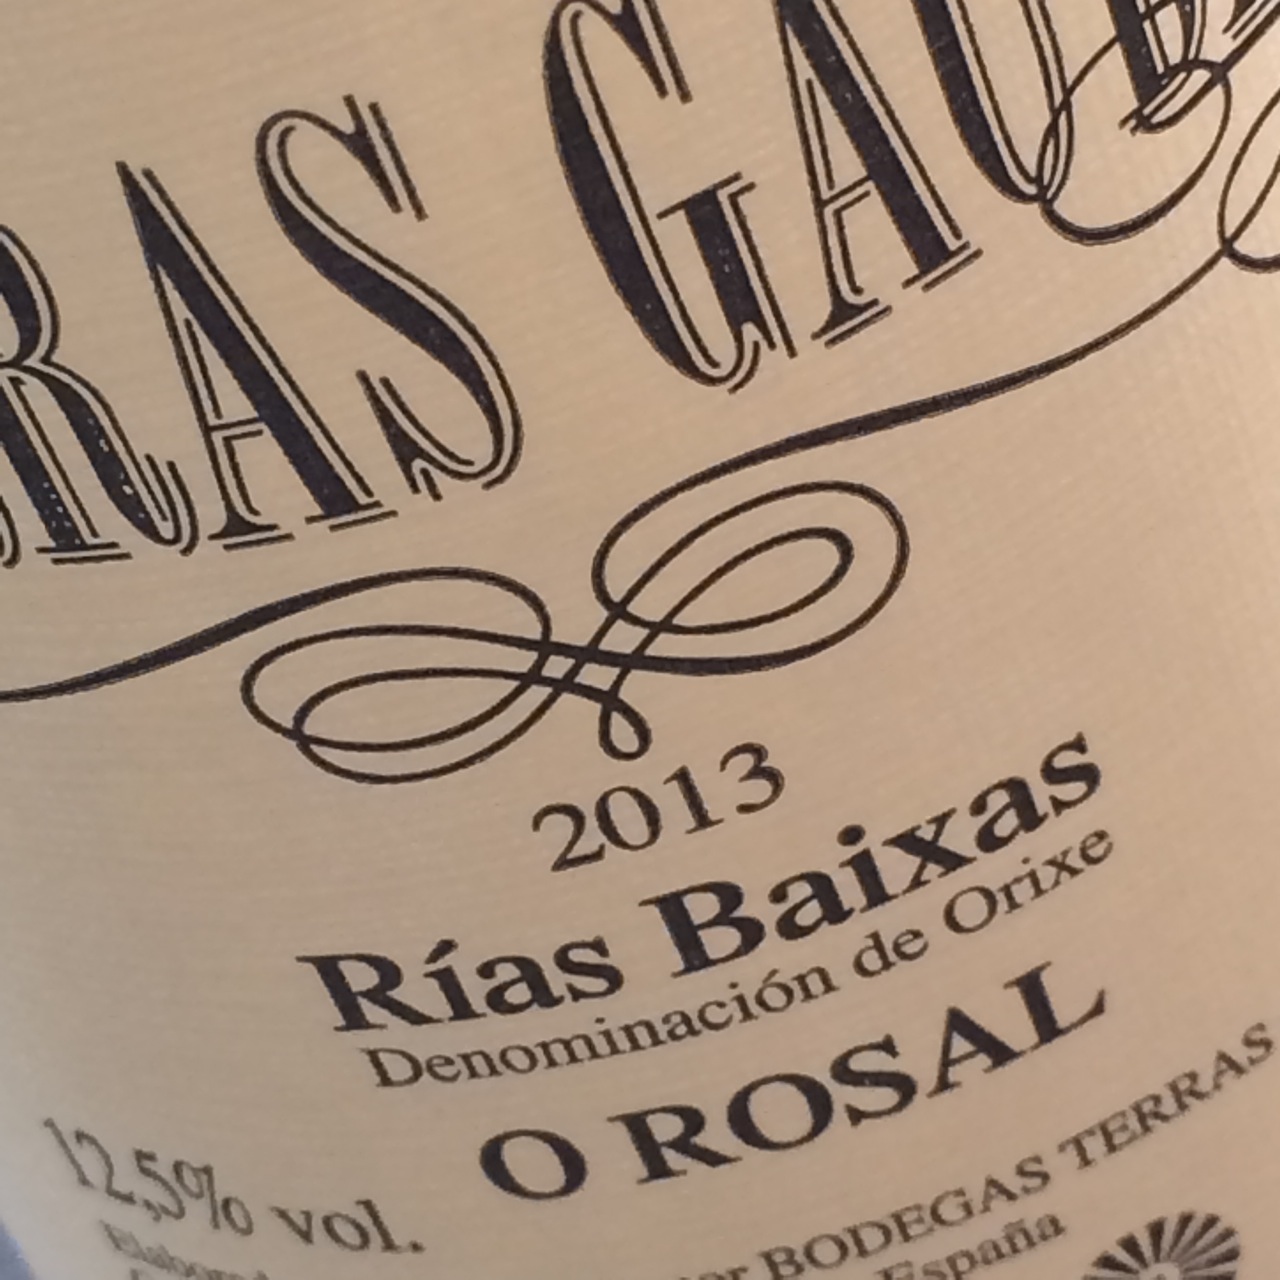 RAS GAU
2013
Rías Baixas
Denominación de Orixe
O ROSAL
12,5% vol.
BODEGAS TERRAS
España